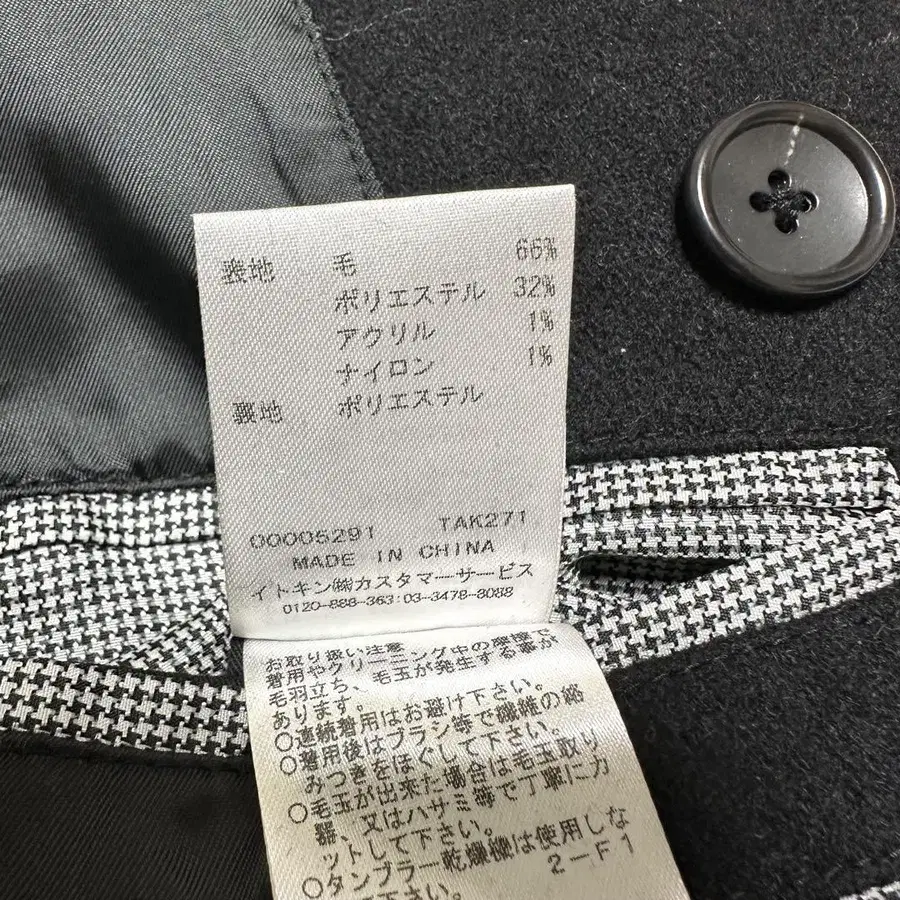 表地 毛 66%
ポリエステル 32%
アクリル 1%
ナイロン 1%
裏地 ポリエステル
00005291 TAK271
MADE IN CHINA
イトキン㈱カスタマーサービス
0120-888-363:03-3478-8088
お取り扱い注意
着用やクリーニング中の摩擦で
毛羽立ち、毛玉が発生する事が
あります。
○連続着用はお避け下さい。
○着用後はブラシ等で繊維の絡
みつきをほぐして下さい。
○毛玉が出来た場合は毛玉取り
器、又はハサミ等で丁寧にカ
ットして下さい。
○タンブラー乾燥機は使用しな
いで下さい。
2-F1